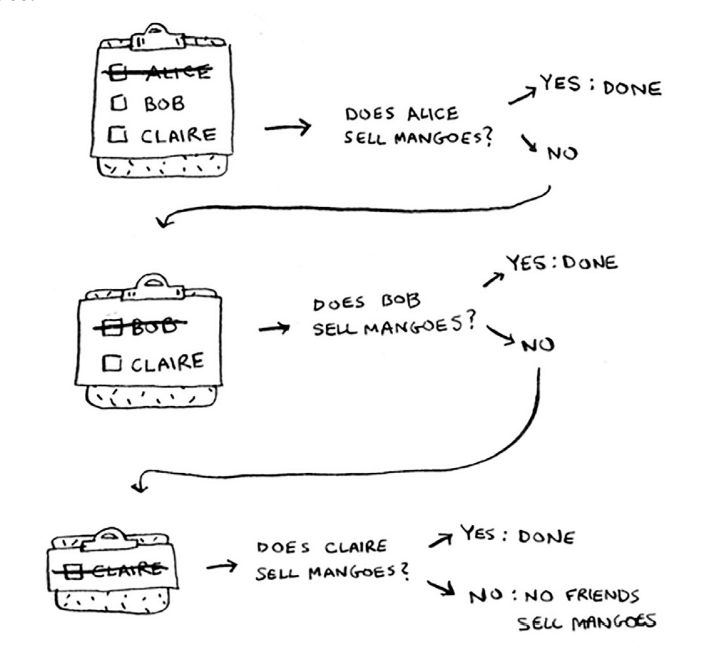 ALICE
BOB
CLAIRE
DOES ALICE
SELL MANGOES?
YES : DONE
NO
BOB
CLAIRE
DOES BOB
SELL MANGOES?
YES : DONE
NO
CLAIRE
DOES CLAIRE
SELL MANGOES?
YES : DONE
NO : NO FRIENDS
SELL MANGOES